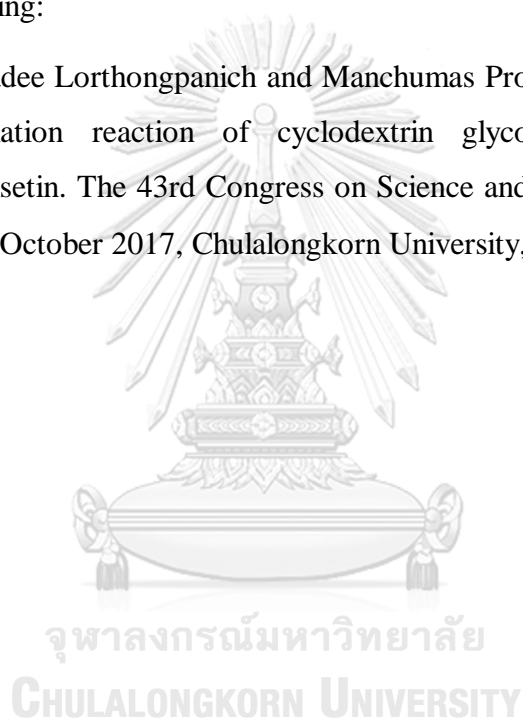 ing:
adee Lorthongpanich and Manchumas Pro
ation reaction of cyclodextrin glyco
setin. The 43rd Congress on Science and
October 2017, Chulalongkorn University,
จุฬาลงกรณ์มหาวิทยาลัย
CHULALONGKORN UNIVERSITY